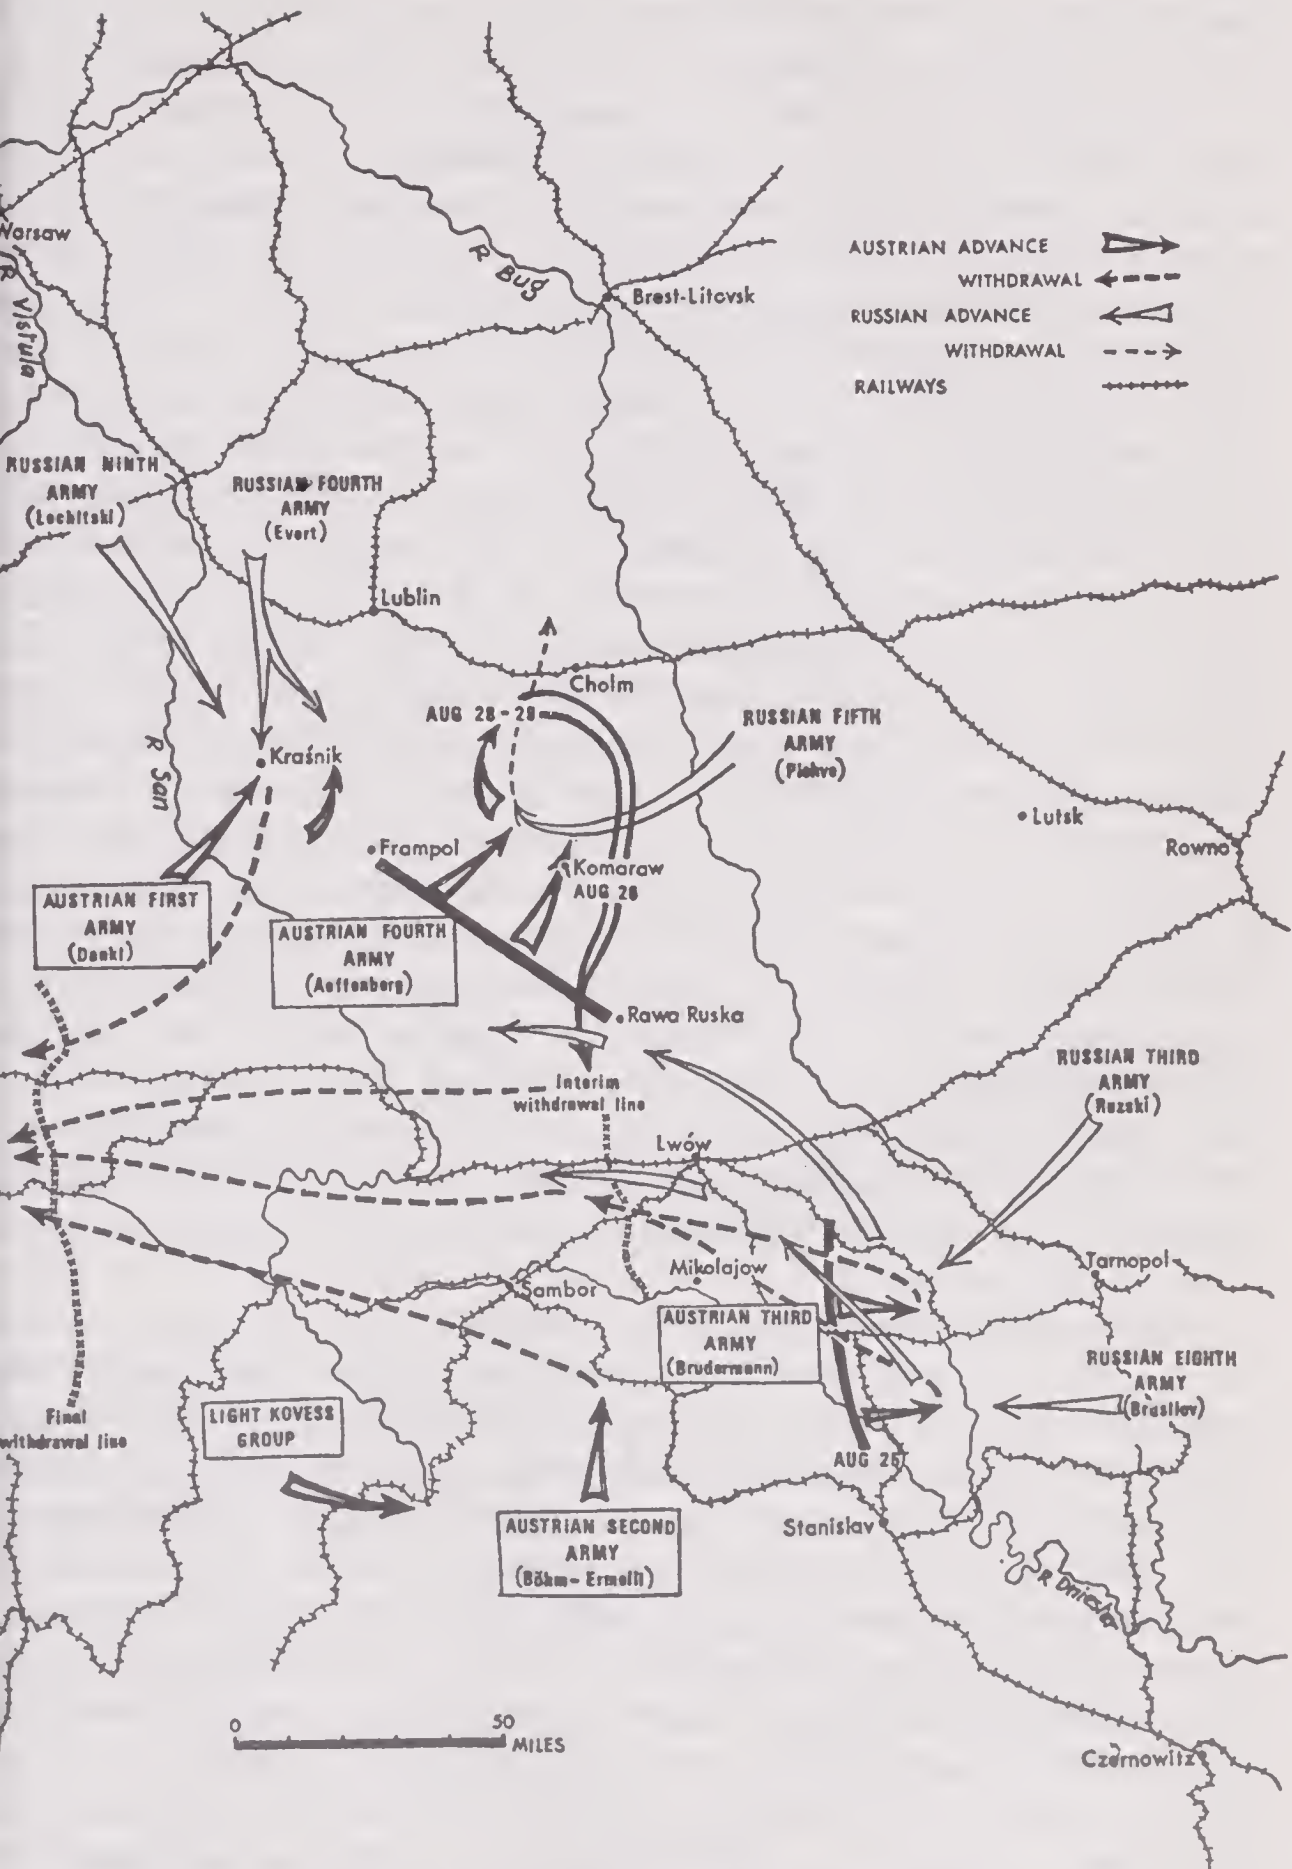 Warsaw
R Vistula
R Bug
Brest-Litovsk
AUSTRIAN ADVANCE
WITHDRAWAL
RUSSIAN ADVANCE
WITHDRAWAL
RAILWAYS
RUSSIAN NINTH
ARMY
(Lechitski)
RUSSIAN FOURTH
ARMY
(Evert)
Lublin
Cholm
AUG 28-29
RUSSIAN FIFTH
ARMY
(Plehve)
R San
Kraśnik
Lutsk
Rowno
Frampol
Komaraw
AUG 26
AUSTRIAN FIRST
ARMY
(Dankl)
AUSTRIAN FOURTH
ARMY
(Auffenberg)
Rawa Ruska
Interim
withdrawal line
RUSSIAN THIRD
ARMY
(Ruzski)
Lwów
Mikolajow
Tarnopol
Sambor
AUSTRIAN THIRD
ARMY
(Brudermann)
RUSSIAN EIGHTH
ARMY
(Brusilov)
Final
withdrawal line
LIGHT KOVESS
GROUP
AUG 26
AUSTRIAN SECOND
ARMY
(Böhm-Ermolli)
Stanislav
R Dniester
0 50
MILES
Czernowitz